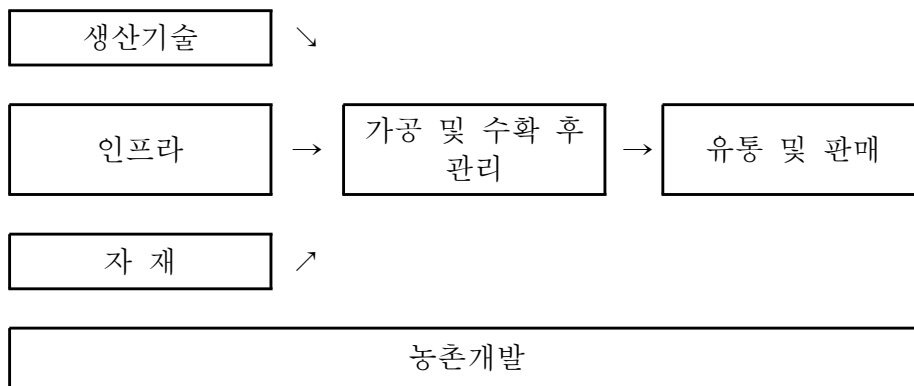 생산기술 ↘
인프라 → 가공 및 수확 후 관리 → 유통 및 판매
자 재 ↗
농촌개발